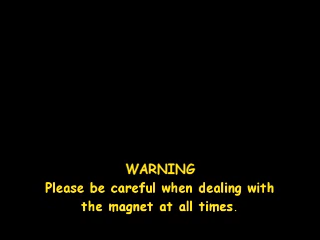 WARNING
Please be careful when dealing with
the magnet at all times.